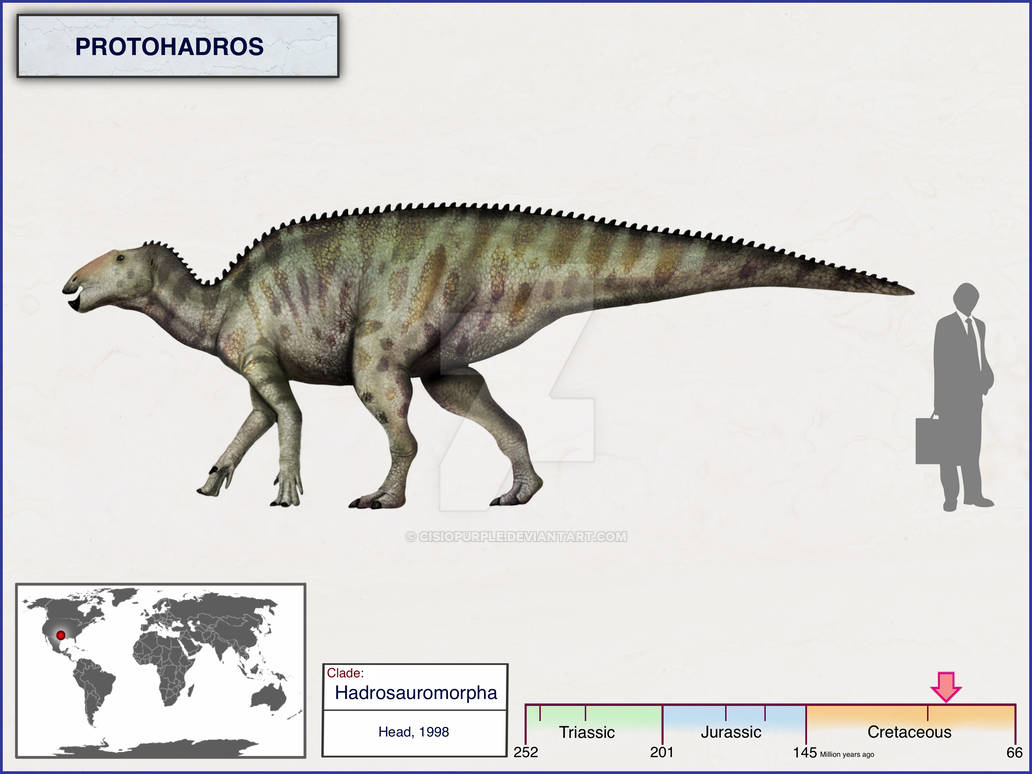 PROTOHADROS
© CISIOPURPLE.DEVIANTART.COM
Clade:
Hadrosauromorpha
Head, 1998
Triassic Jurassic Cretaceous
252 201 145 Million years ago 66